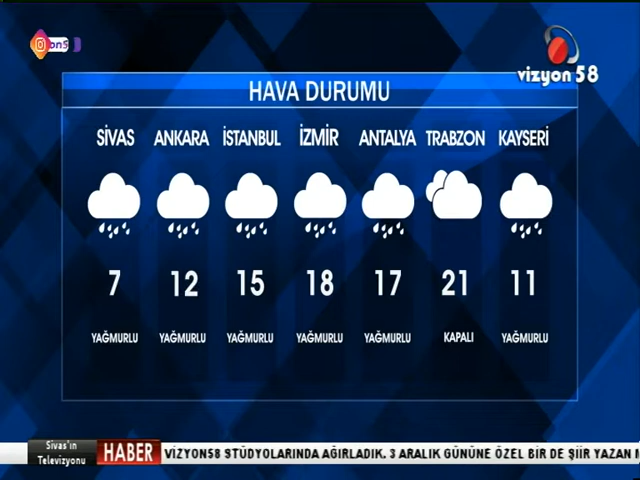 on5
vizyon 58
HAVA DURUMU
SİVAS ANKARA İSTANBUL İZMİR ANTALYA TRABZON KAYSERİ
7 12 15 18 17 21 11
YAĞMURLU YAĞMURLU YAĞMURLU YAĞMURLU YAĞMURLU KAPALI YAĞMURLU
Sivas'ın
Televizyonu
HABER
VİZYON58 STÜDYOLARINDA AĞIRLADIK. 3 ARALIK GÜNÜNE ÖZEL BİR DE ŞİİR YAZAN